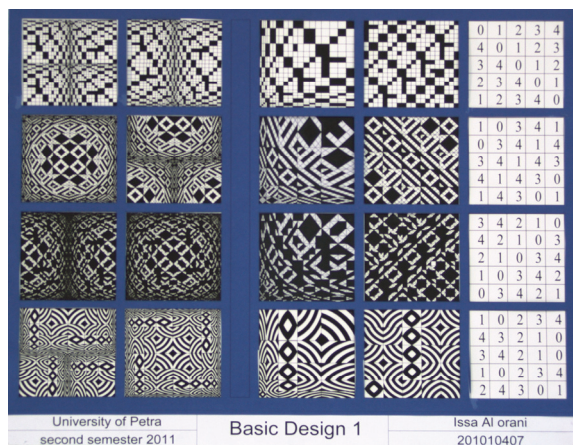 0 1 2 3 4
4 0 1 2 3
3 4 0 1 2
2 3 4 0 1
1 2 3 4 0
1 0 3 4 1
0 3 4 1 4
3 4 1 4 3
4 1 4 3 0
1 4 3 0 1
3 4 2 1 0
4 2 1 0 3
2 1 0 3 4
1 0 3 4 2
0 3 4 2 1
1 0 2 3 4
4 3 2 1 0
3 4 2 1 0
1 0 2 3 4
2 4 3 0 1
University of Petra
second semester 2011
Basic Design 1
Issa Al orani
201010407